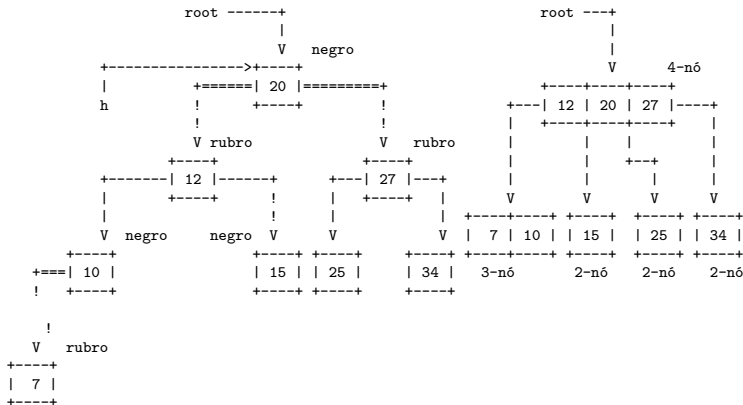 root ------+ root ---+
| |
V negro |
+---------------->+----+ V 4-nó
| +======| 20 |=========+ +----+----+----+
h ! +----+ ! +---| 12 | 20 | 27 |----+
! ! | +----+----+----+ |
V rubro V rubro | | | |
+----+ +----+ | | +--+ |
+-------| 12 |------+ +---| 27 |---+ | | | |
| +----+ ! | +----+ | V V V V
| ! | | +----+----+ +----+ +----+ +----+
V negro negro V V V | 7 | 10 | | 15 | | 25 | | 34 |
+----+ +----+ +----+ +----+ +----+----+ +----+ +----+ +----+
+===| 10 | | 15 | | 25 | | 34 | 3-nó 2-nó 2-nó 2-nó
! +----+ +----+ +----+ +----+
!
V rubro
+----+
| 7 |
+----+